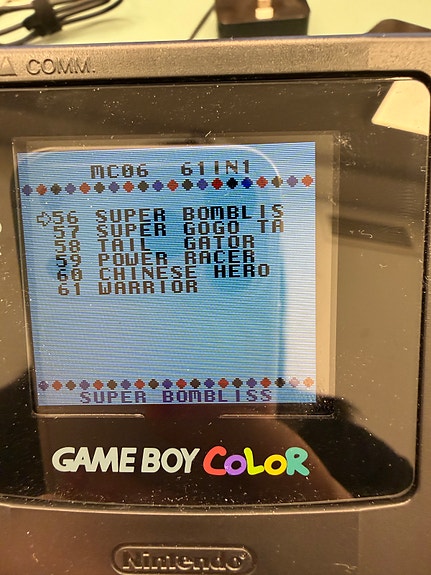 COMM.
MC06 61IN1
56 SUPER BOMBLIS
57 SUPER GOGO TA
58 TAIL GATOR
59 POWER RACER
60 CHINESE HERO
61 WARRIOR
SUPER BOMBLISS
GAME BOY COLOR
Nintendo